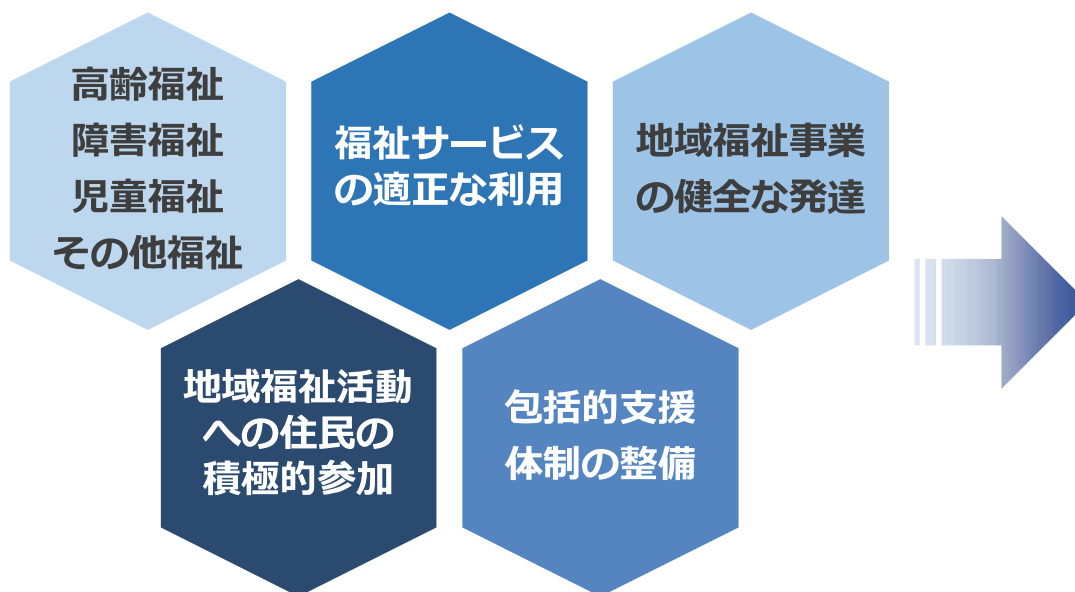 高齢福祉
障害福祉
児童福祉
その他福祉
福祉サービス
の適正な利用
地域福祉事業
の健全な発達
地域福祉活動
への住民の
積極的参加
包括的支援
体制の整備